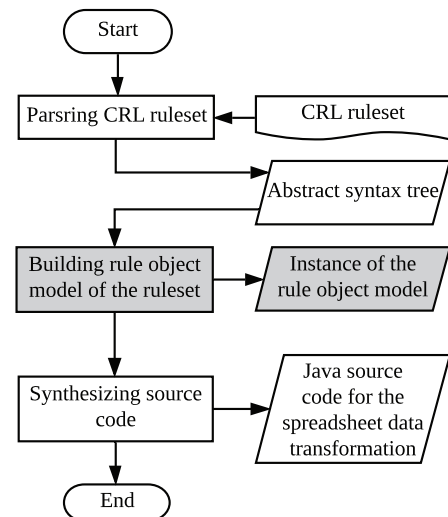 Start
Parsring CRL ruleset
CRL ruleset
Abstract syntax tree
Building rule object
model of the ruleset
Instance of the
rule object model
Synthesizing source
code
Java source
code for the
spreadsheet data
transformation
End